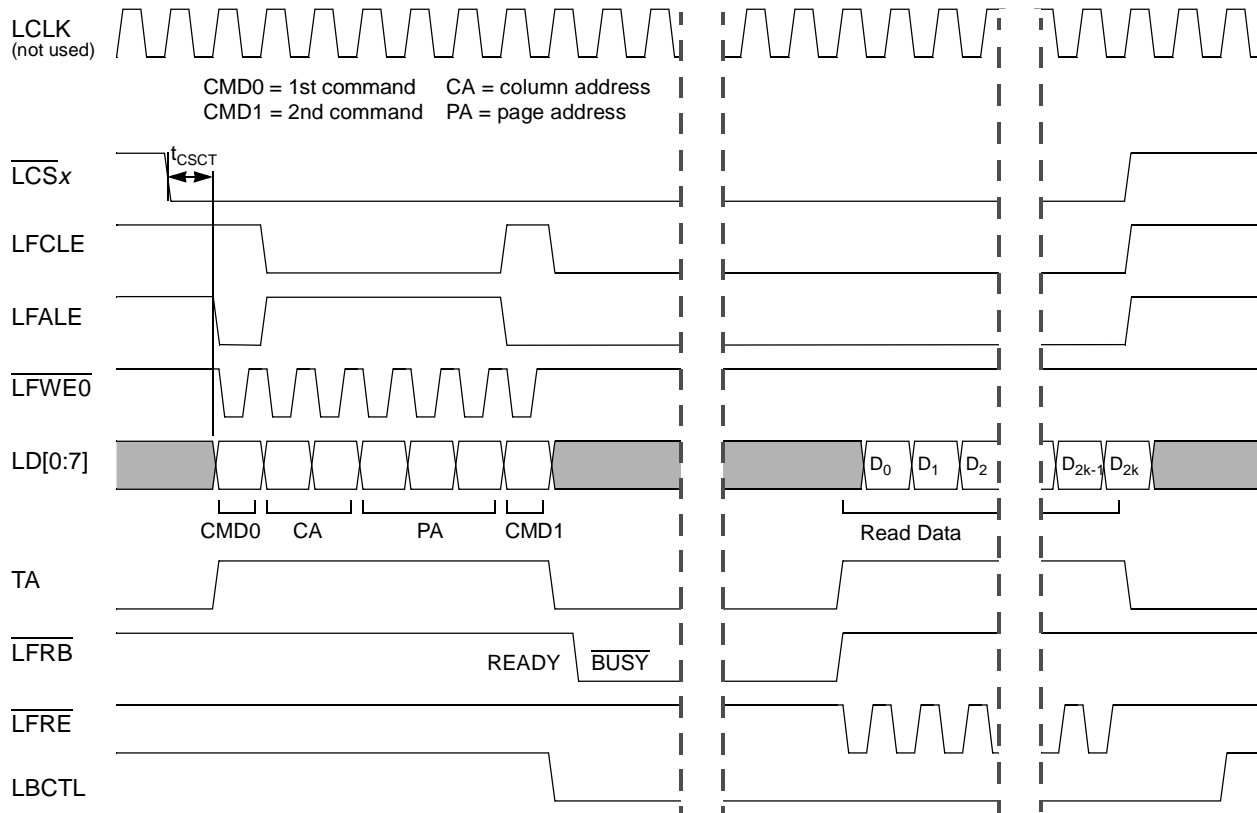 LCLK
(not used)
CMD0 = 1st command CA = column address
CMD1 = 2nd command PA = page address
tCSCT
LCSx
LFCLE
LFALE
LFWE0
LD[0:7]
D0 D1 D2 D2k-1 D2k
CMD0 CA PA CMD1 Read Data
TA
LFRB
READY BUSY
LFRE
LBCTL